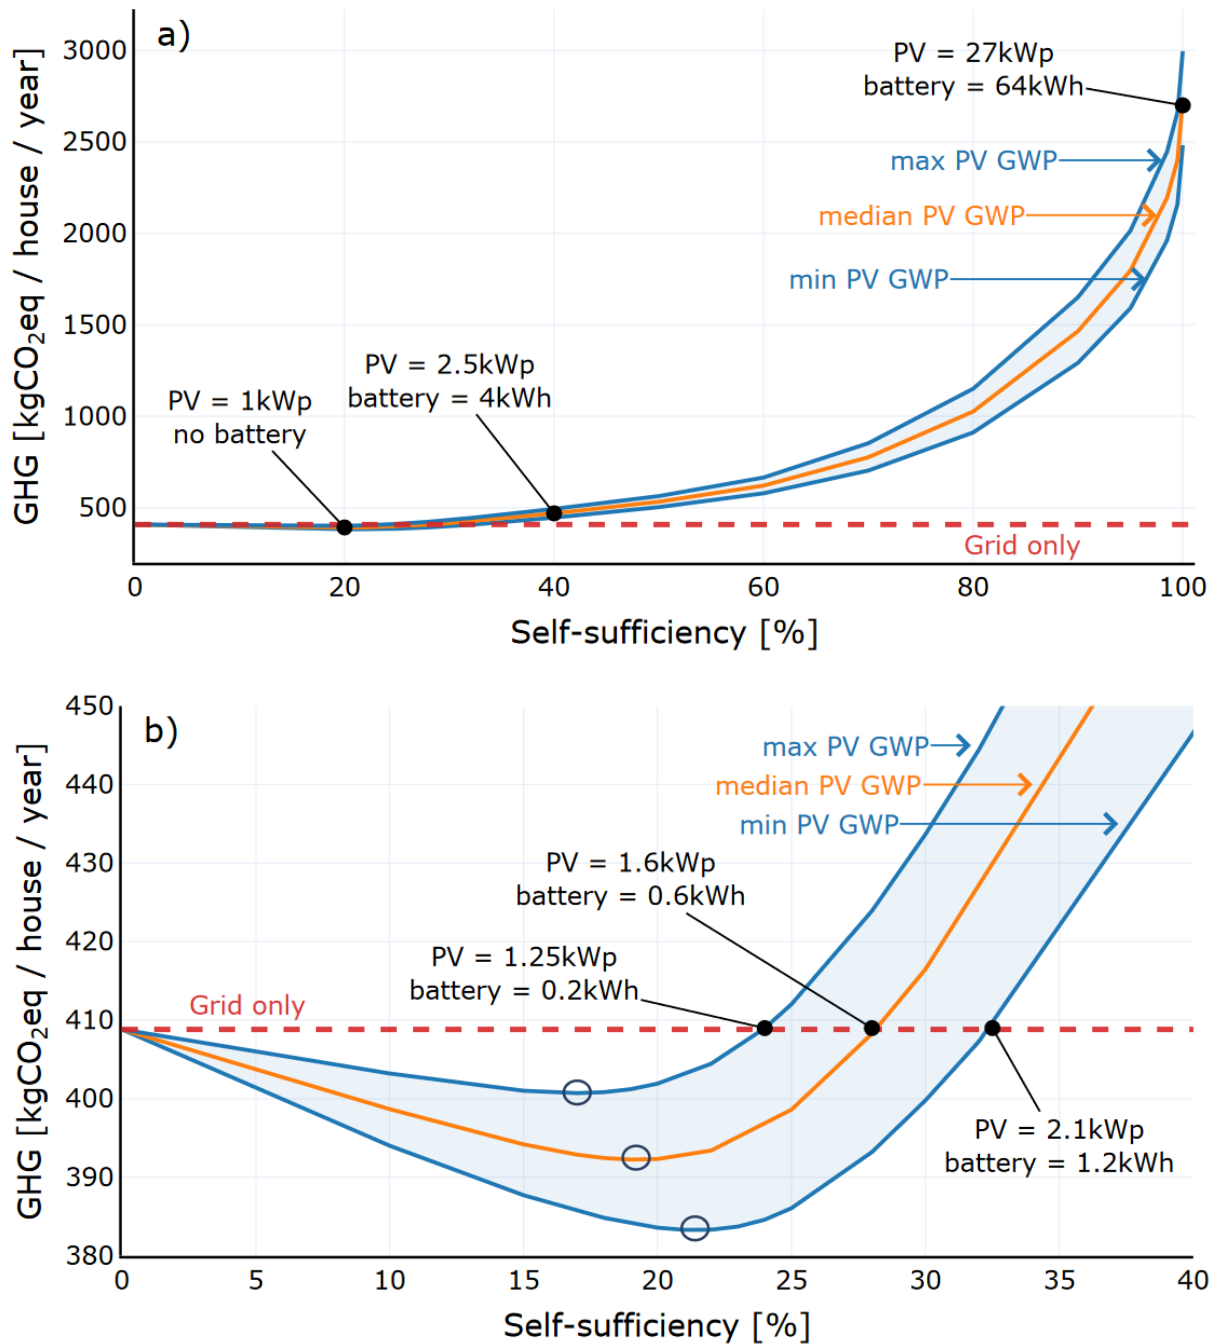 a)
GHG [kgCO₂eq / house / year]
3000
2500
2000
1500
1000
500
PV = 27kWp
battery = 64kWh
max PV GWP
median PV GWP
min PV GWP
PV = 2.5kWp
battery = 4kWh
PV = 1kWp
no battery
Grid only
0 20 40 60 80 100
Self-sufficiency [%]
b)
GHG [kgCO₂eq / house / year]
450
440
430
420
410
400
390
380
max PV GWP
median PV GWP
min PV GWP
PV = 1.6kWp
battery = 0.6kWh
PV = 1.25kWp
battery = 0.2kWh
Grid only
PV = 2.1kWp
battery = 1.2kWh
0 5 10 15 20 25 30 35 40
Self-sufficiency [%]